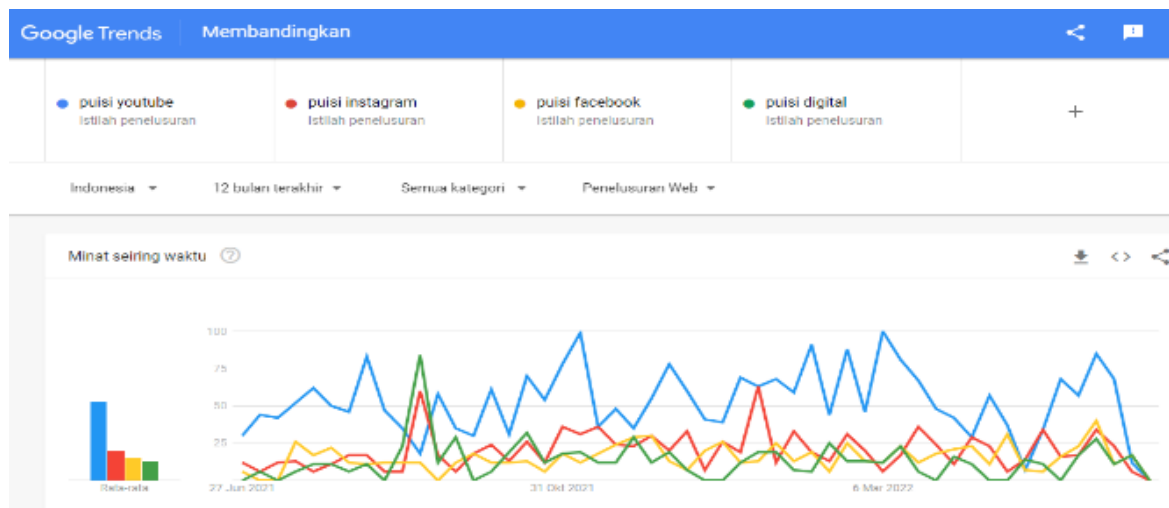 Google Trends Membandingkan
puisi youtube puisi instagram puisi facebook puisi digital
Istilah penelusuran Istilah penelusuran Istilah penelusuran Istilah penelusuran
+
Indonesia 12 bulan terakhir Semua kategori Penelusuran Web
Minat seiring waktu ?
<>
100
75
50
25
Rata-rata 27 Jun 2021 31 Okt 2021 6 Mar 2022